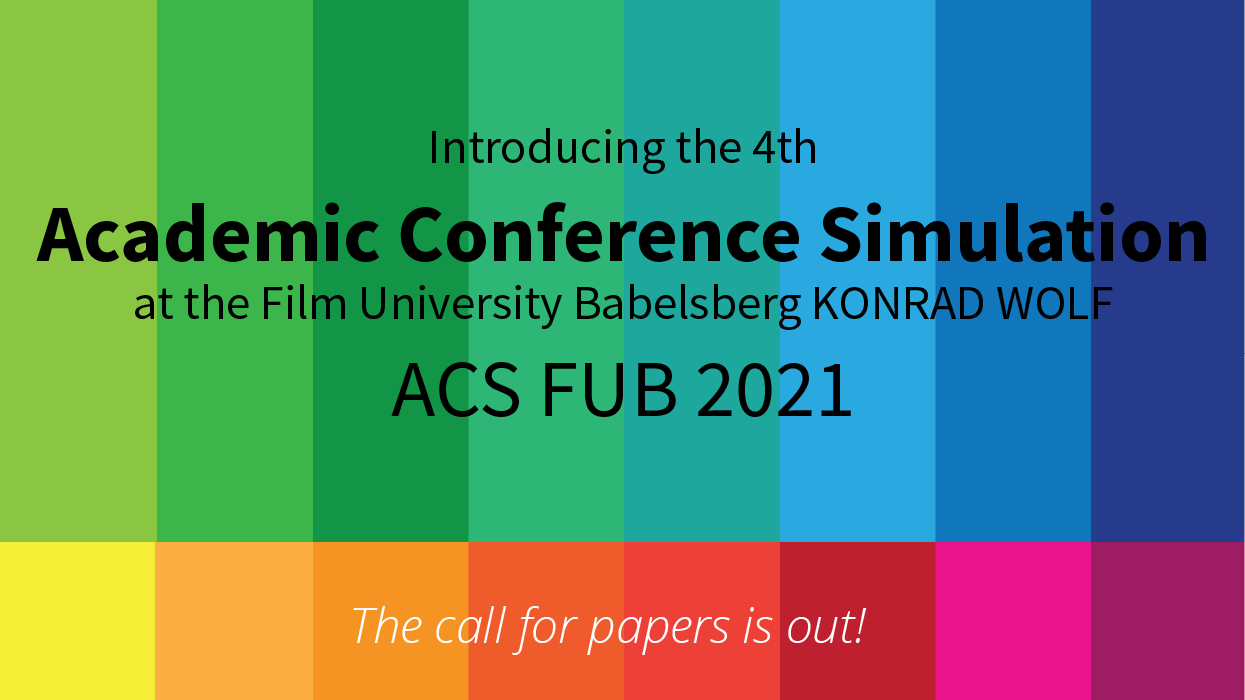 Introducing the 4th
Academic Conference Simulation
at the Film University Babelsberg KONRAD WOLF
ACS FUB 2021
The call for papers is out!